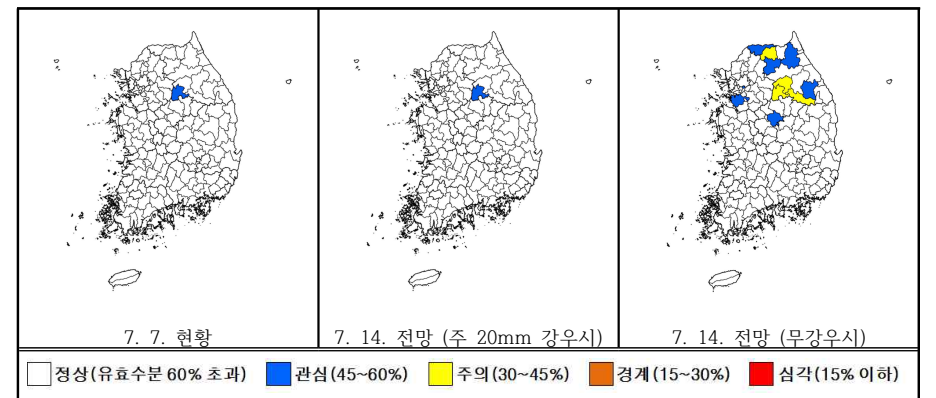 7. 7. 현황
7. 14. 전망 (주 20mm 강우시)
7. 14. 전망 (무강우시)
정상(유효수분 60% 초과) 관심(45~60%) 주의(30~45%) 경계(15~30%) 심각(15% 이하)